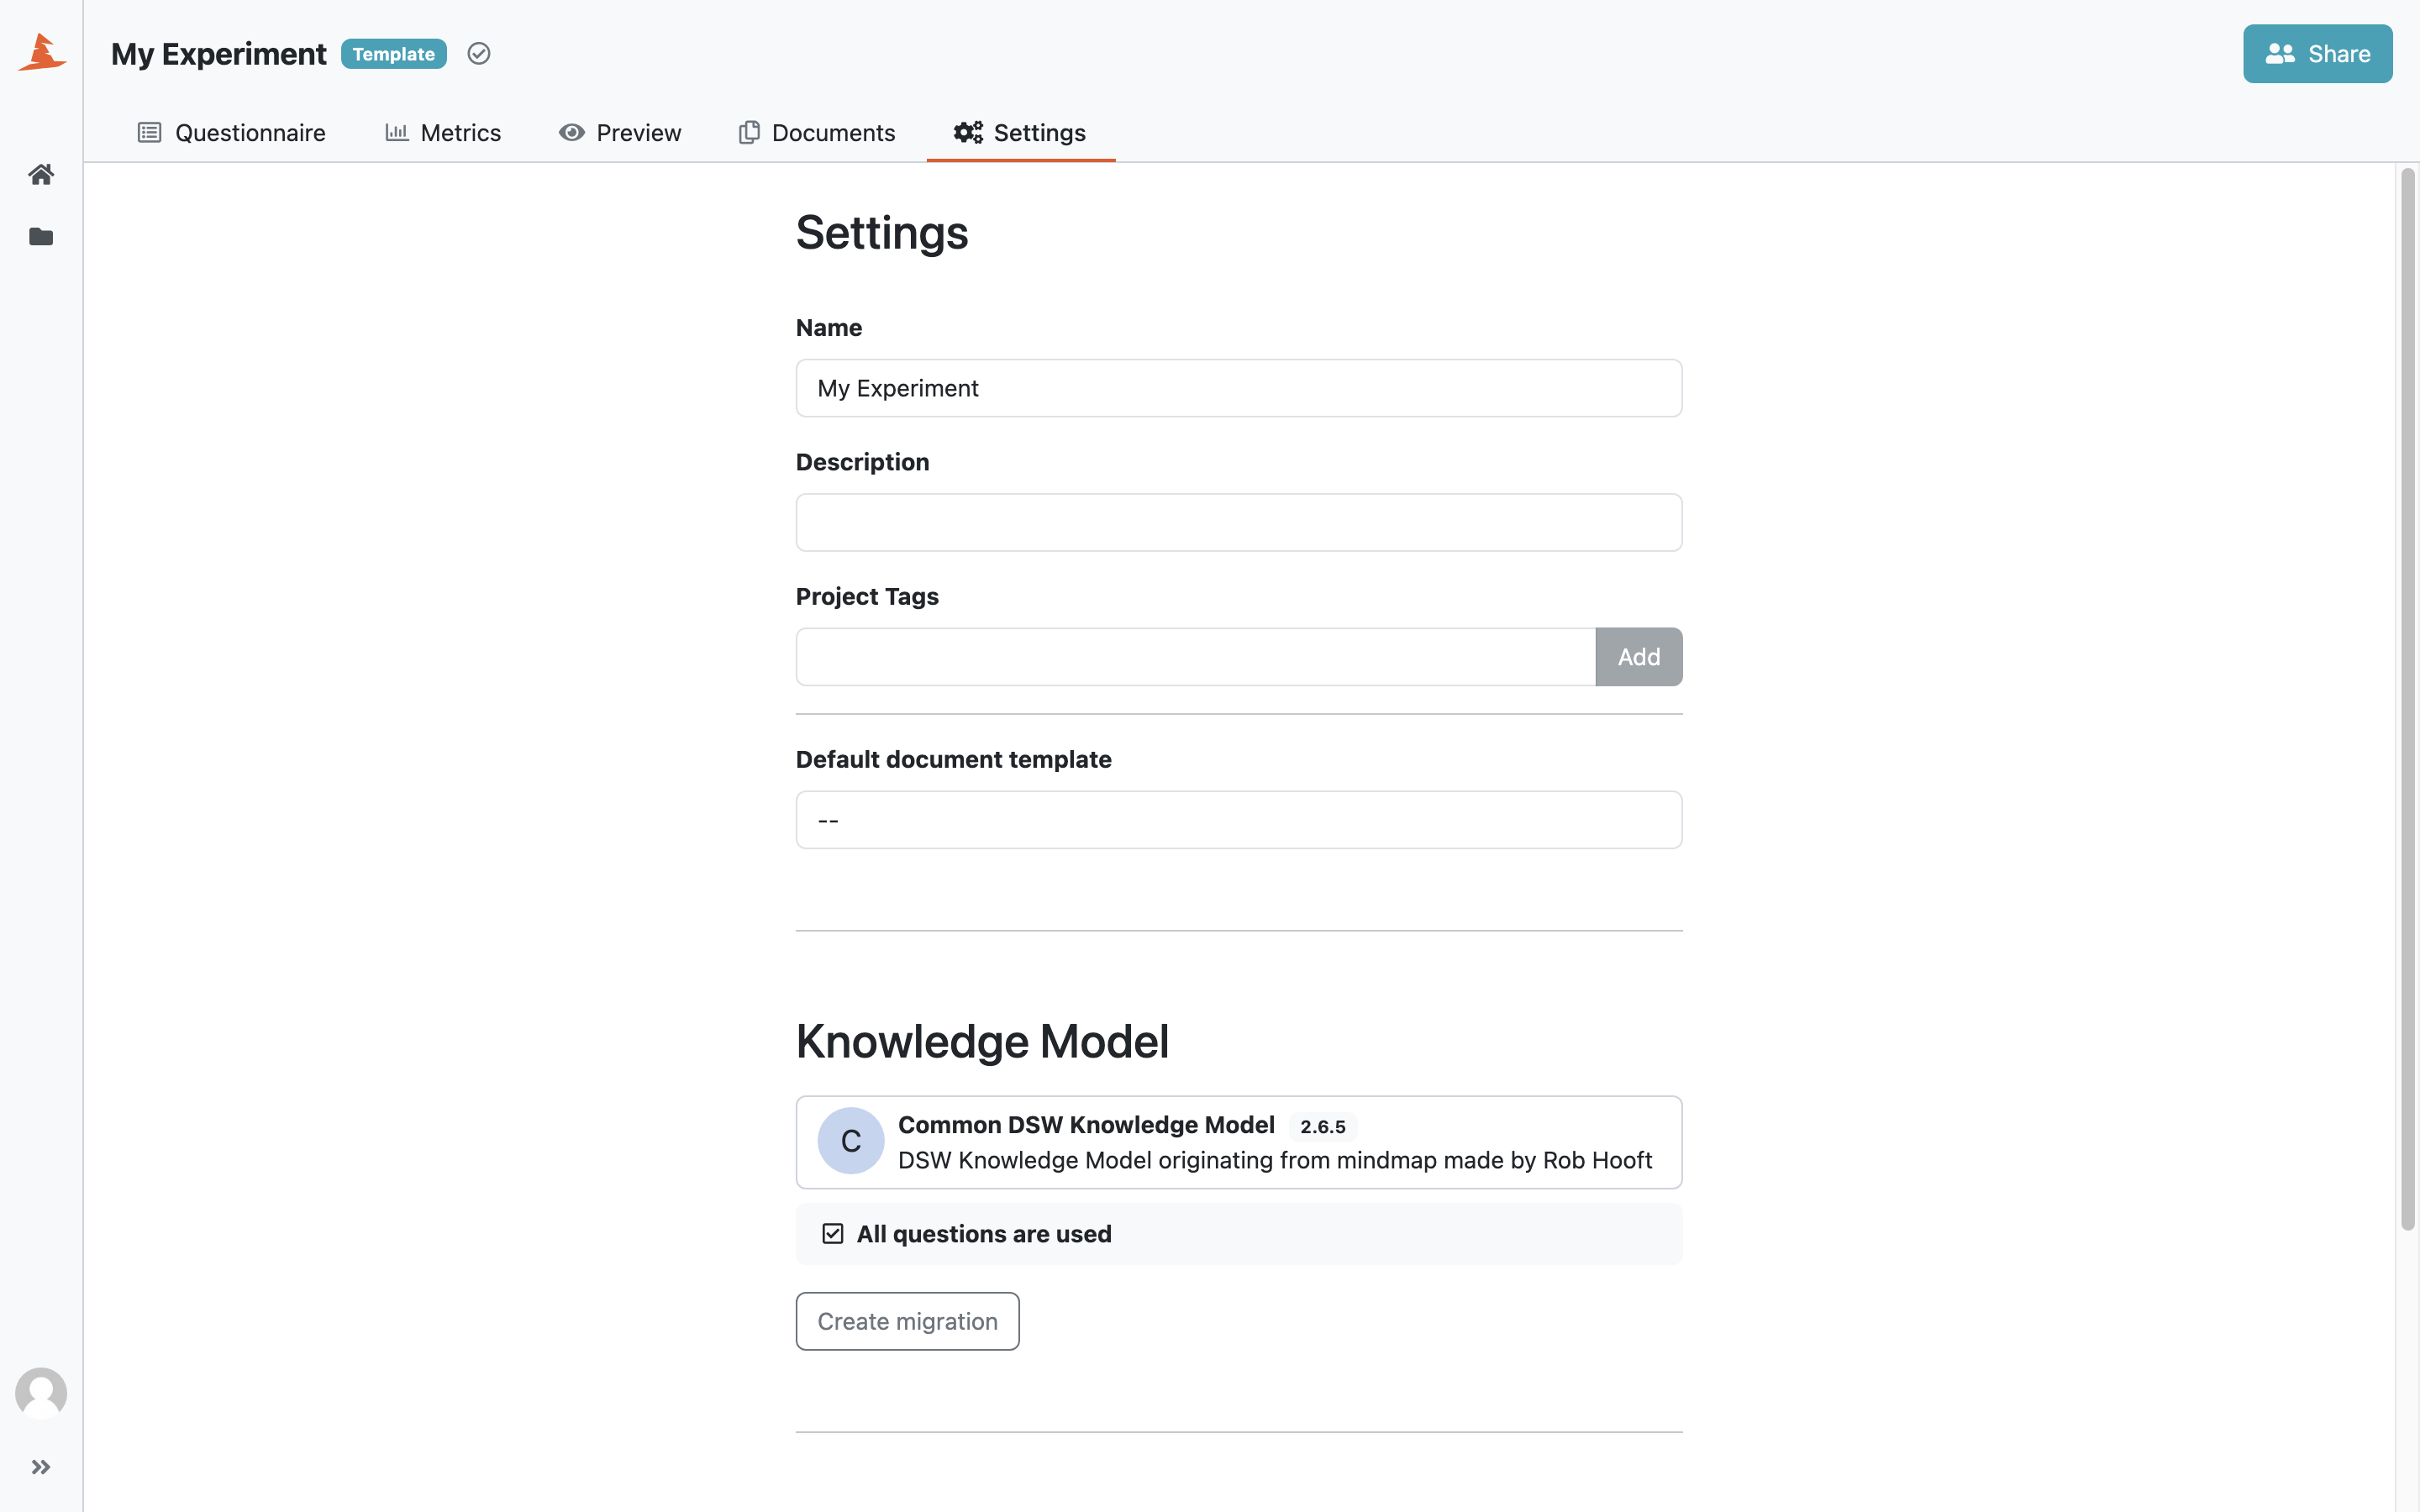 My Experiment Template
Share
Questionnaire Metrics Preview Documents Settings
Settings
Name
My Experiment
Description
Project Tags
Add
Default document template
--
Knowledge Model
C
Common DSW Knowledge Model 2.6.5
DSW Knowledge Model originating from mindmap made by Rob Hooft
All questions are used
Create migration